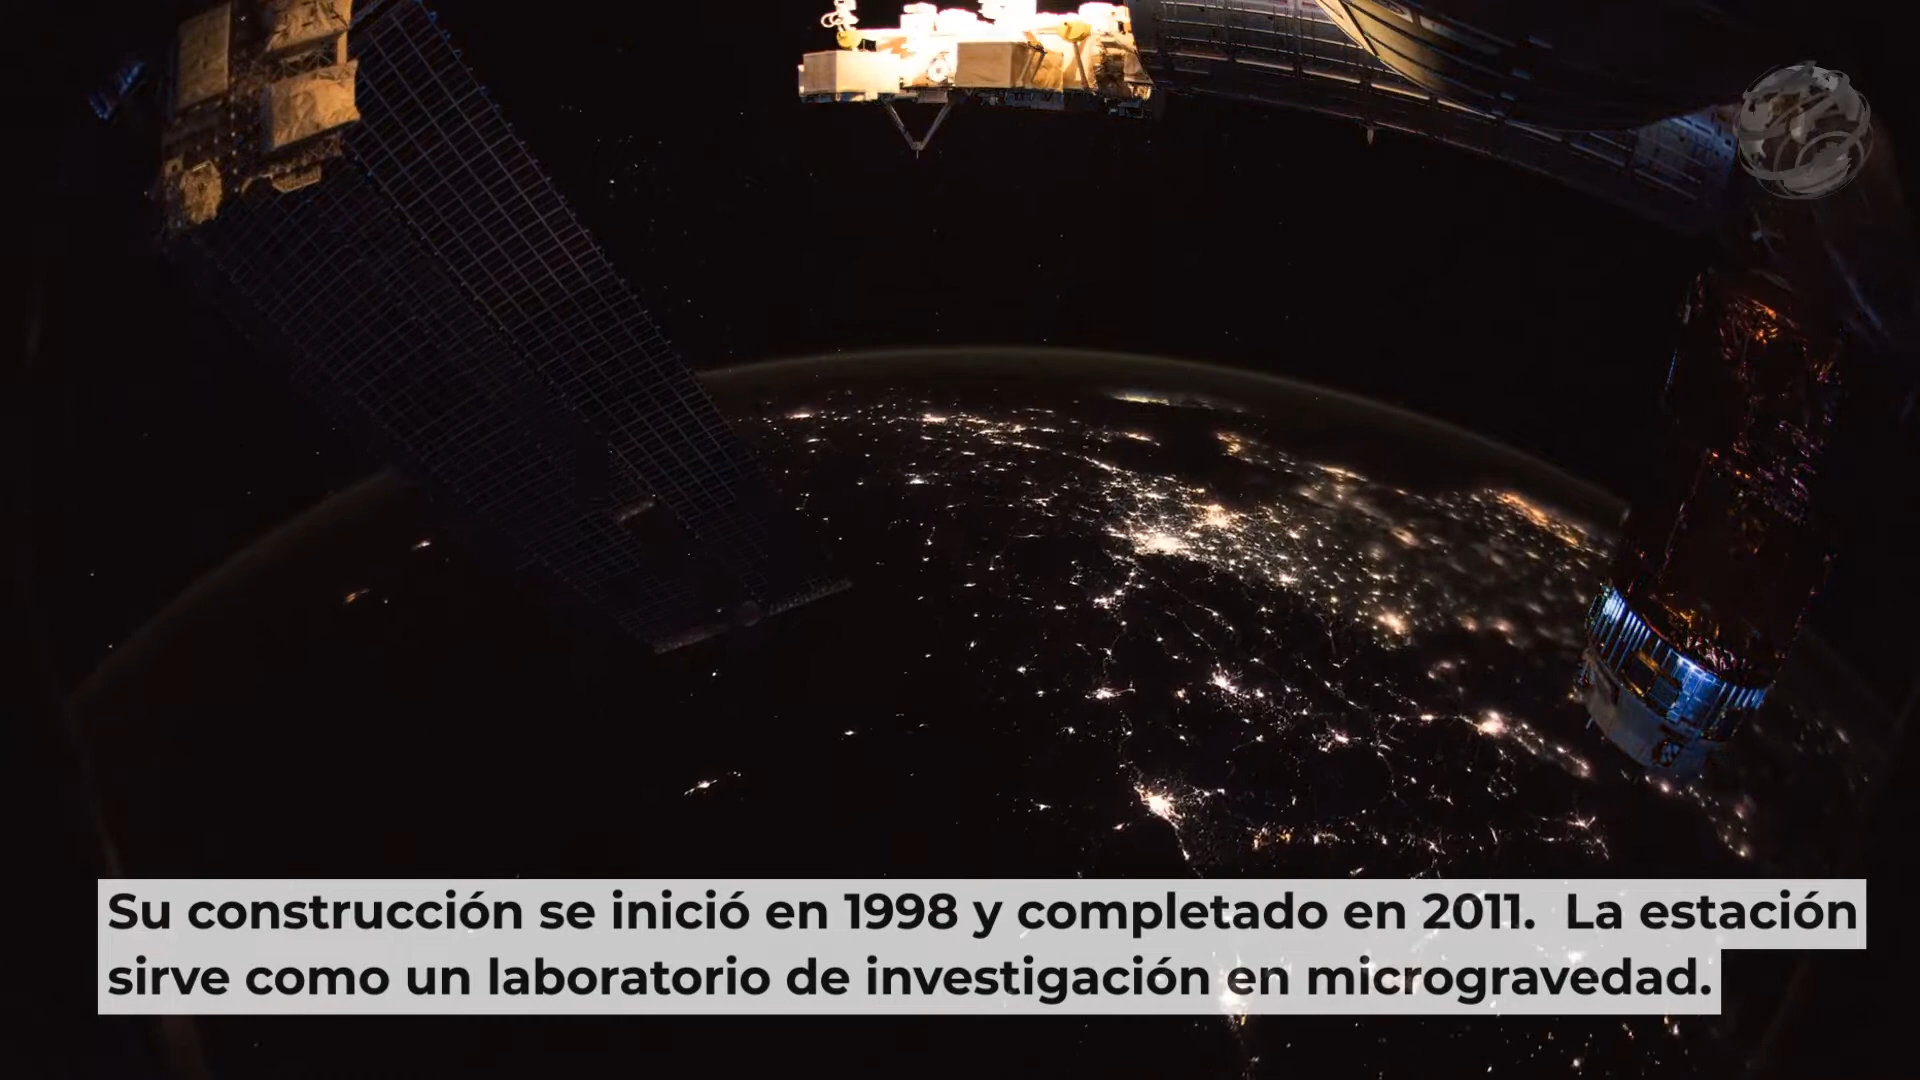 Su construcción se inició en 1998 y completado en 2011.  La estación
sirve como un laboratorio de investigación en microgravedad.